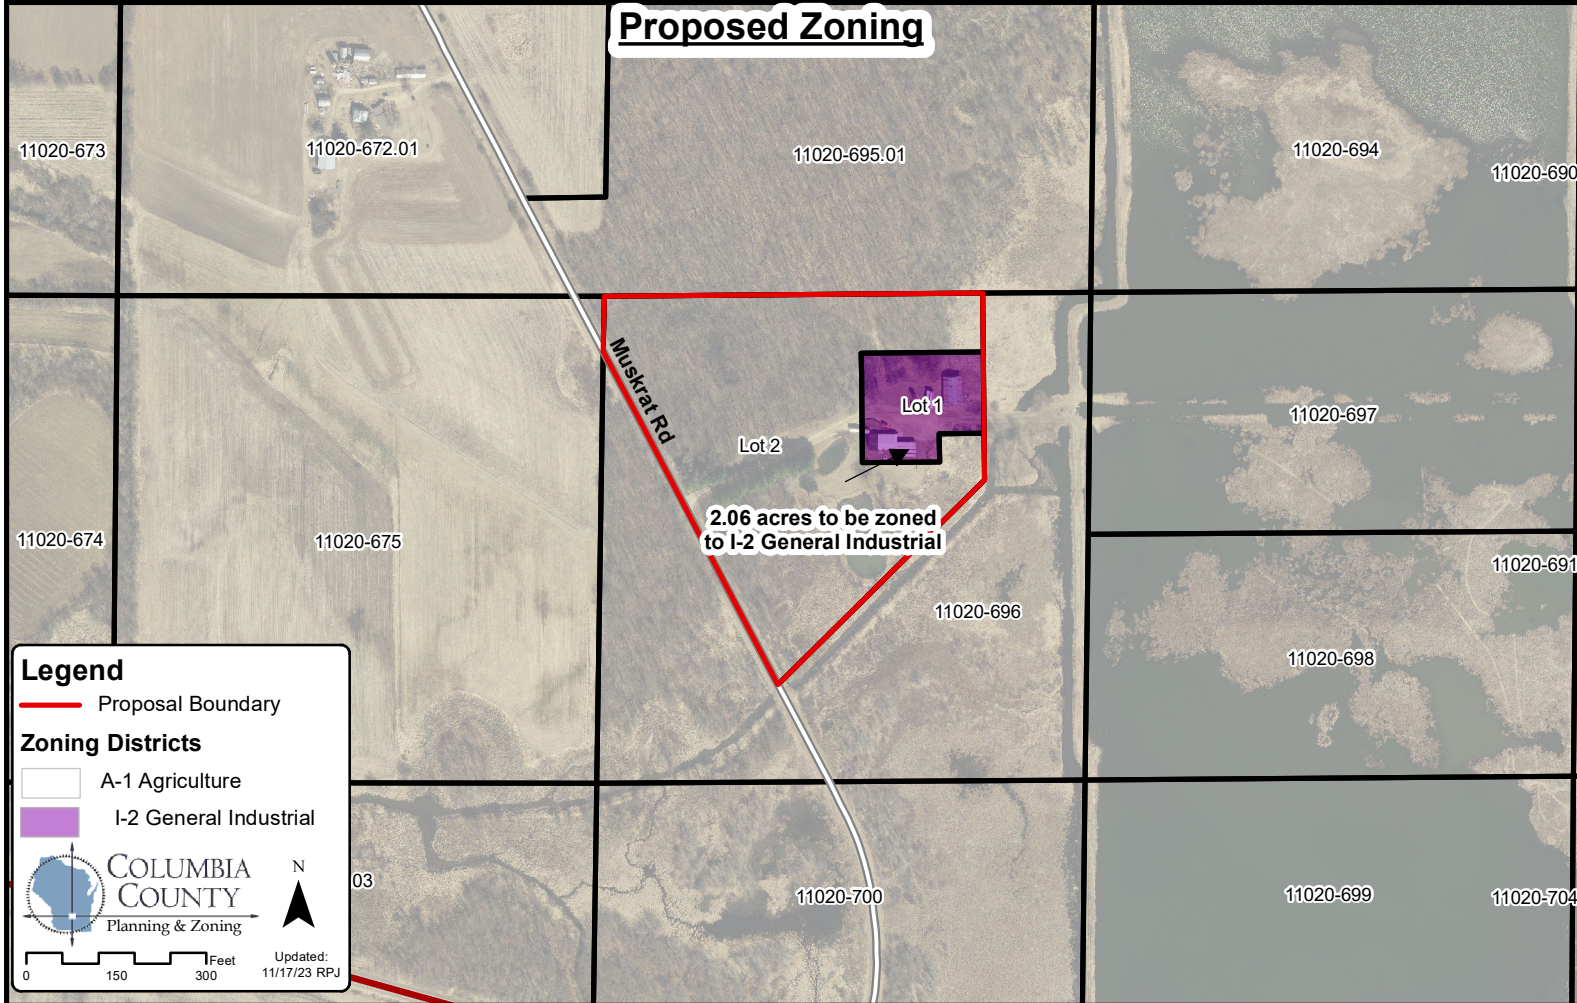 Proposed Zoning
11020-673
11020-672.01
11020-695.01
11020-694
11020-690
Muskrat Rd
Lot 1
Lot 2
11020-697
2.06 acres to be zoned
to I-2 General Industrial
11020-674
11020-675
11020-696
11020-691
11020-698
Legend
Proposal Boundary
Zoning Districts
A-1 Agriculture
I-2 General Industrial
COLUMBIA
COUNTY
Planning & Zoning
N
Feet
0 150 300
Updated:
11/17/23 RPJ
03
11020-700
11020-699
11020-704